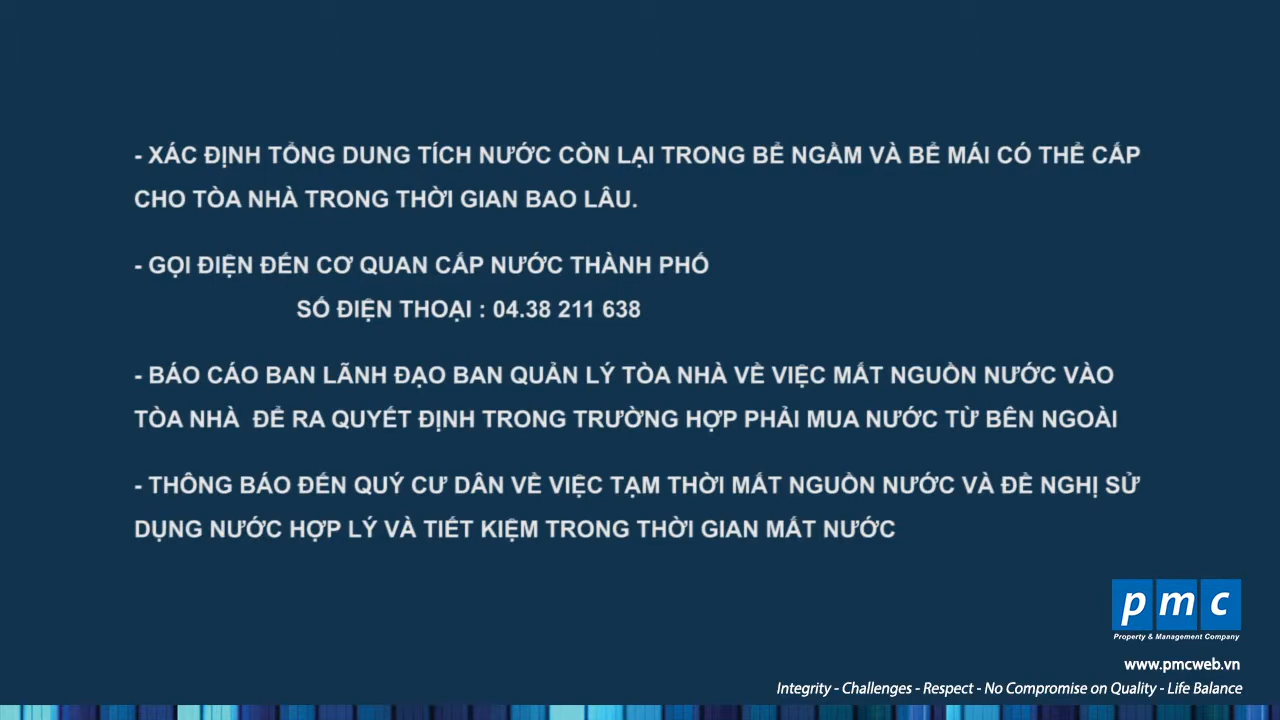 - XÁC ĐỊNH TỔNG DUNG TÍCH NƯỚC CÒN LẠI TRONG BỂ NGẦM VÀ BỂ MÁI CÓ THỂ CẤP
CHO TÒA NHÀ TRONG THỜI GIAN BAO LÂU.
- GỌI ĐIỆN ĐẾN CƠ QUAN CẤP NƯỚC THÀNH PHỐ
SỐ ĐIỆN THOẠI : 04.38 211 638
- BÁO CÁO BAN LÃNH ĐẠO BAN QUẢN LÝ TÒA NHÀ VỀ VIỆC MẤT NGUỒN NƯỚC VÀO
TÒA NHÀ ĐỂ RA QUYẾT ĐỊNH TRONG TRƯỜNG HỢP PHẢI MUA NƯỚC TỪ BÊN NGOÀI
- THÔNG BÁO ĐẾN QUÝ CƯ DÂN VỀ VIỆC TẠM THỜI MẤT NGUỒN NƯỚC VÀ ĐỀ NGHỊ SỬ
DỤNG NƯỚC HỢP LÝ VÀ TIẾT KIỆM TRONG THỜI GIAN MẤT NƯỚC
pmc
Property & Management Company
www.pmcweb.vn
Integrity - Challenges - Respect - No Compromise on Quality - Life Balance